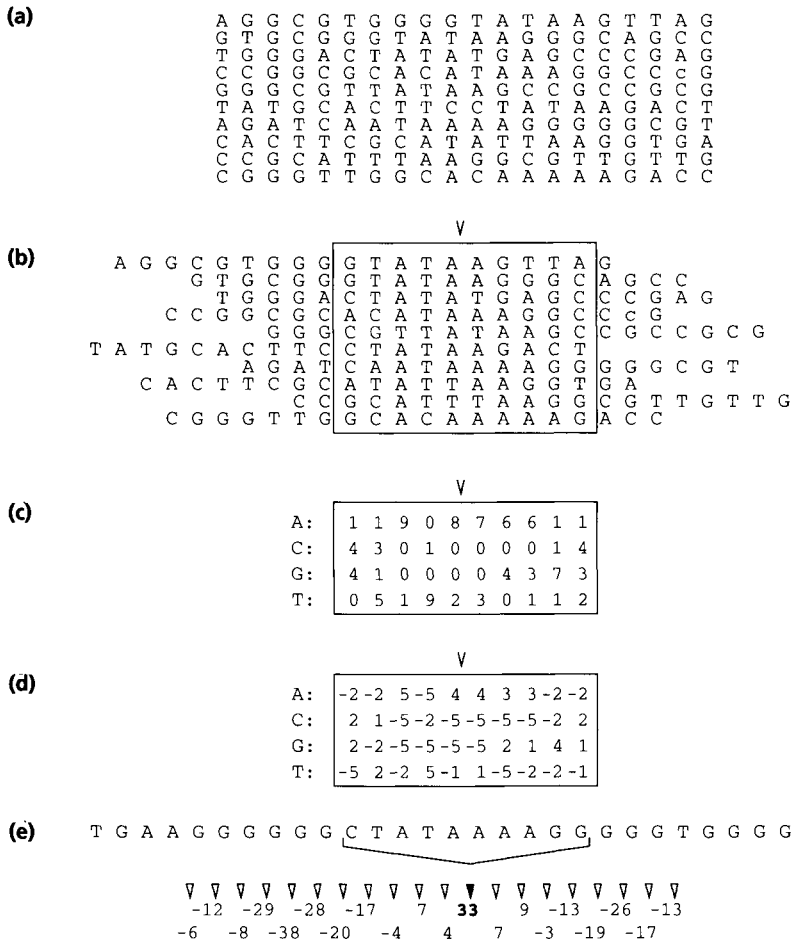 (a) A G G C G T G G G G T A T A A G T T A G
G T G C G G G T A T A A G G G C A G C C
T G G G A C T A T A T G A G C C C G A G
C C G G C G C A C A T A A A G G C C c G
G G G C G T T A T A A G C C G C C G C G
T A T G C A C T T C C T A T A A G A C T
A G A T C A A T A A A A G G G G G C G T
C A C T T C G C A T A T T A A G G T G A
C C G C A T T T A A G G C G T T G T T G
C G G G T T G G C A C A A A A A G A C C
(b) A G G C G T G G G G T A T A A G T T A G
G T G C G G G T A T A A G G G C A G C C
T G G G A C T A T A T G A G C C C G A G
C C G G C G C A C A T A A A G G C C c G
G G G C G T T A T A A G C C G C C G C G
T A T G C A C T T C C T A T A A G A C T
A G A T C A A T A A A A G G G G G C G T
C A C T T C G C A T A T T A A G G T G A
C C G C A T T T A A G G C G T T G T T G
C G G G T T G G C A C A A A A A G A C C
(c) A: 1 1 9 0 8 7 6 6 1 1
C: 4 3 0 1 0 0 0 0 1 4
G: 4 1 0 0 0 0 4 3 7 3
T: 0 5 1 9 2 3 0 1 1 2
(d) A: -2 -2 5 -5 4 4 3 3 -2 -2
C: 2 1 -5 -2 -5 -5 -5 -5 -2 2
G: 2 -2 -5 -5 -5 -5 2 1 4 1
T: -5 2 -2 5 -1 1 -5 -2 -2 -1
(e) T G A A G G G G G G C T A T A A A A G G G G G T G G G G
-12 -29 -28 -17 7 33 9 -13 -26 -13
-6 -8 -38 -20 -4 4 7 -3 -19 -17